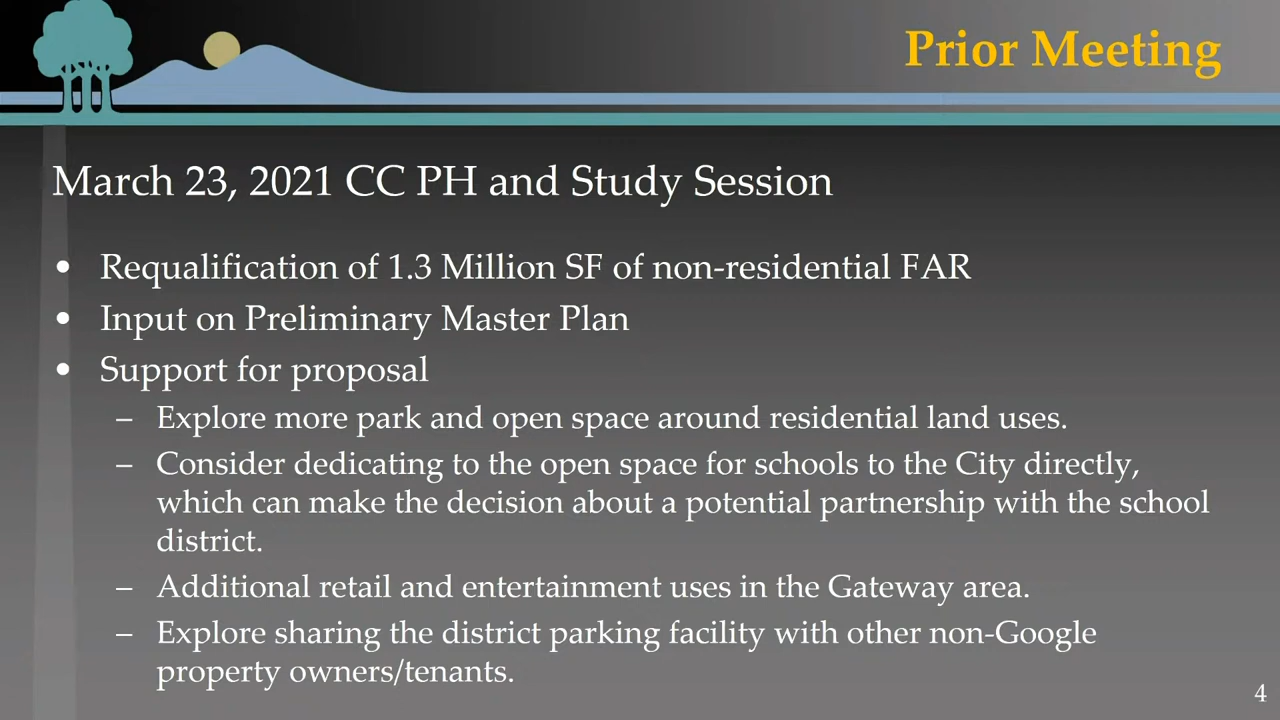 Prior Meeting
March 23, 2021 CC PH and Study Session
• Requalification of 1.3 Million SF of non-residential FAR
• Input on Preliminary Master Plan
• Support for proposal
– Explore more park and open space around residential land uses.
– Consider dedicating to the open space for schools to the City directly,
which can make the decision about a potential partnership with the school
district.
– Additional retail and entertainment uses in the Gateway area.
– Explore sharing the district parking facility with other non-Google
property owners/tenants.
4